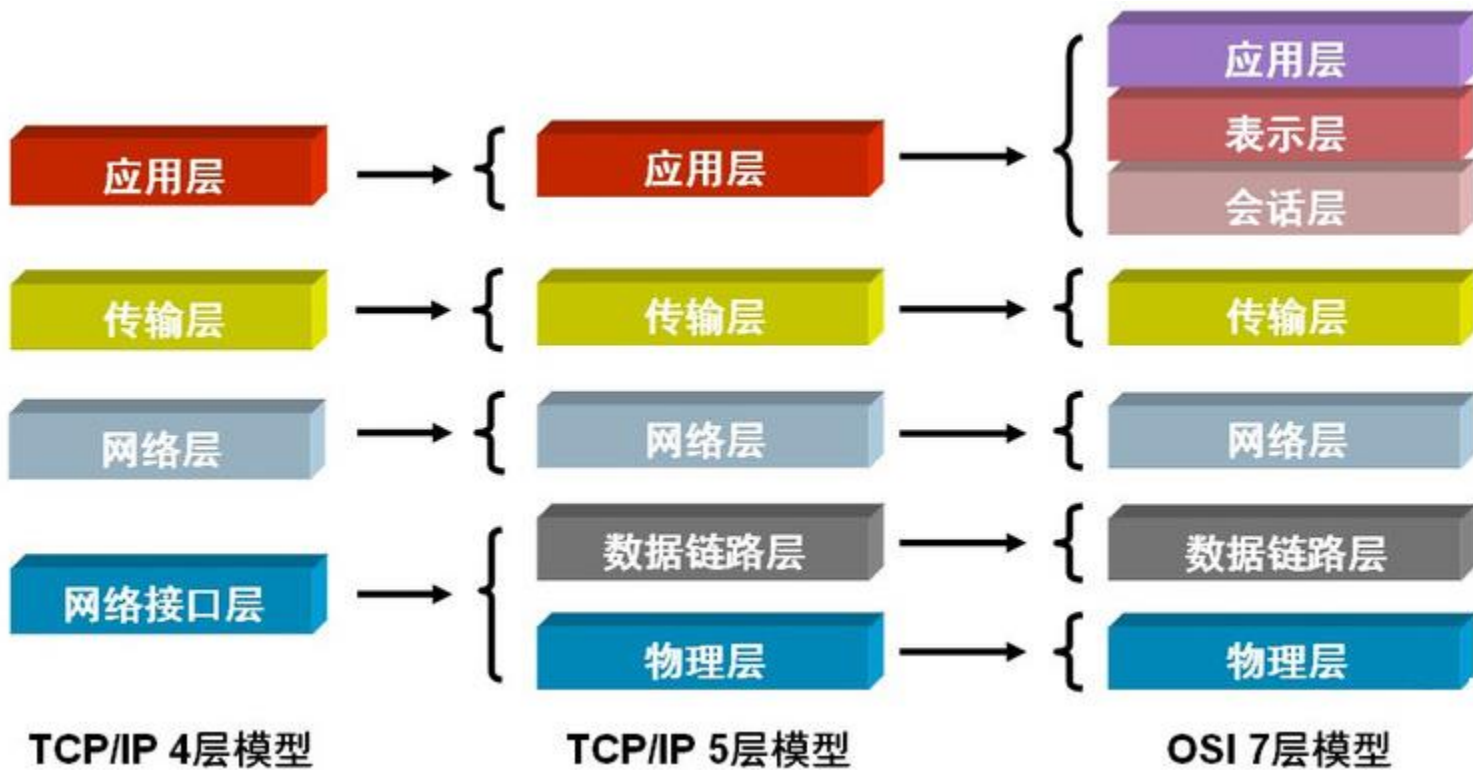 应用层
传输层
网络层
网络接口层
TCP/IP 4层模型
应用层
传输层
网络层
数据链路层
物理层
TCP/IP 5层模型
应用层
表示层
会话层
传输层
网络层
数据链路层
物理层
OSI 7层模型